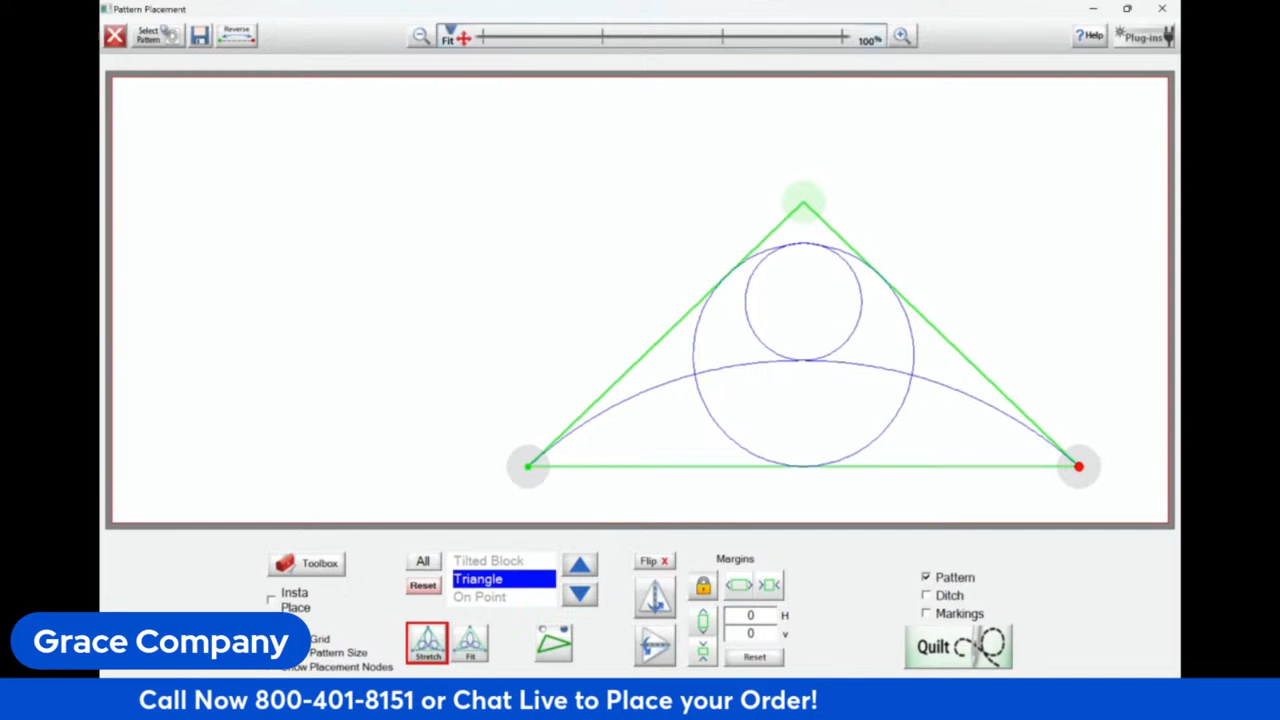 Pattern Placement
Select
Pattern
Reverse
Fit
100%
?Help
Plug-ins
Toolbox
All
Reset
Tilted Block
Triangle
On Point
Flip X
Margins
0 H
0 v
Reset
Insta
Place
Grid
Pattern Size
Show Placement Nodes
Stretch
Fit
Pattern
Ditch
Markings
Quilt
Grace Company
Call Now 800-401-8151 or Chat Live to Place your Order!